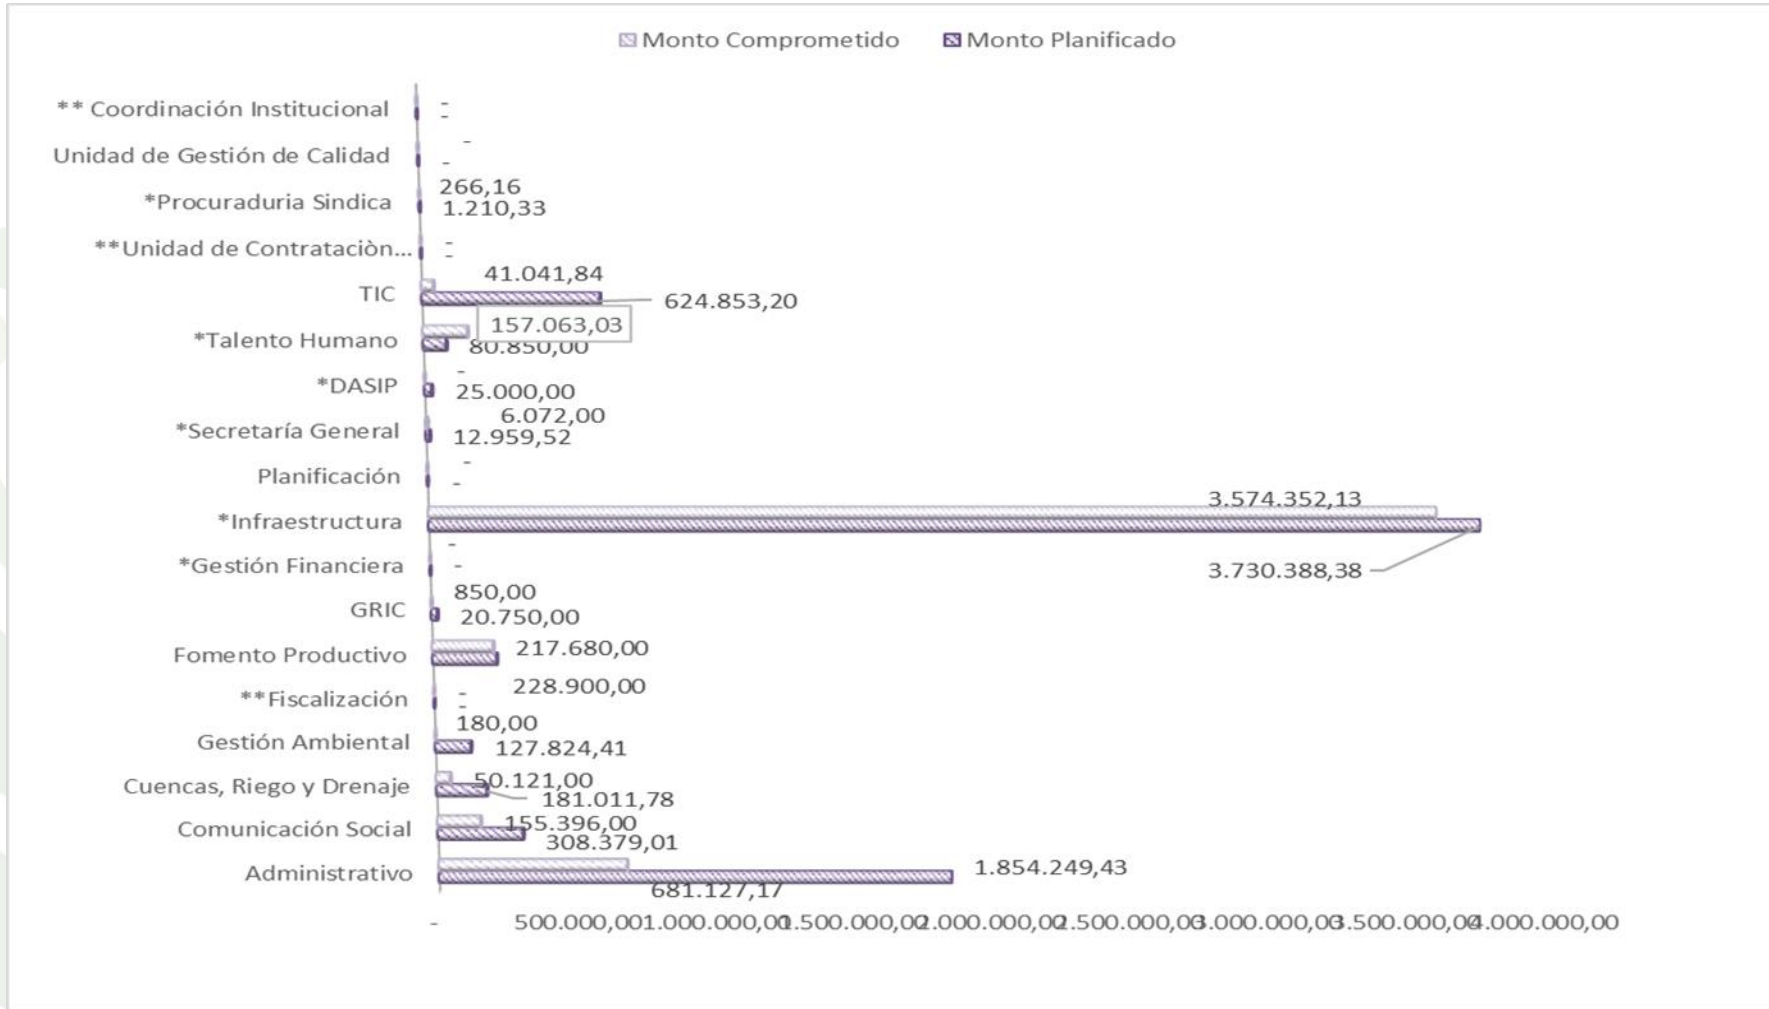 Monto Comprometido Monto Planificado
** Coordinación Institucional
-
-
Unidad de Gestión de Calidad
-
-
*Procuraduria Sindica
266,16
1.210,33
**Unidad de Contrataciòn...
-
-
TIC
41.041,84
624.853,20
*Talento Humano
157.063,03
80.850,00
*DASIP
-
25.000,00
*Secretaría General
6.072,00
12.959,52
Planificación
-
-
*Infraestructura
3.574.352,13
3.730.388,38
*Gestión Financiera
-
-
GRIC
850,00
20.750,00
Fomento Productivo
217.680,00
228.900,00
**Fiscalización
-
-
Gestión Ambiental
180,00
127.824,41
Cuencas, Riego y Drenaje
50.121,00
181.011,78
Comunicación Social
155.396,00
308.379,01
Administrativo
1.854.249,43
681.127,17
- 500.000,00 1.000.000,00 1.500.000,00 2.000.000,00 2.500.000,00 3.000.000,00 3.500.000,00 4.000.000,00